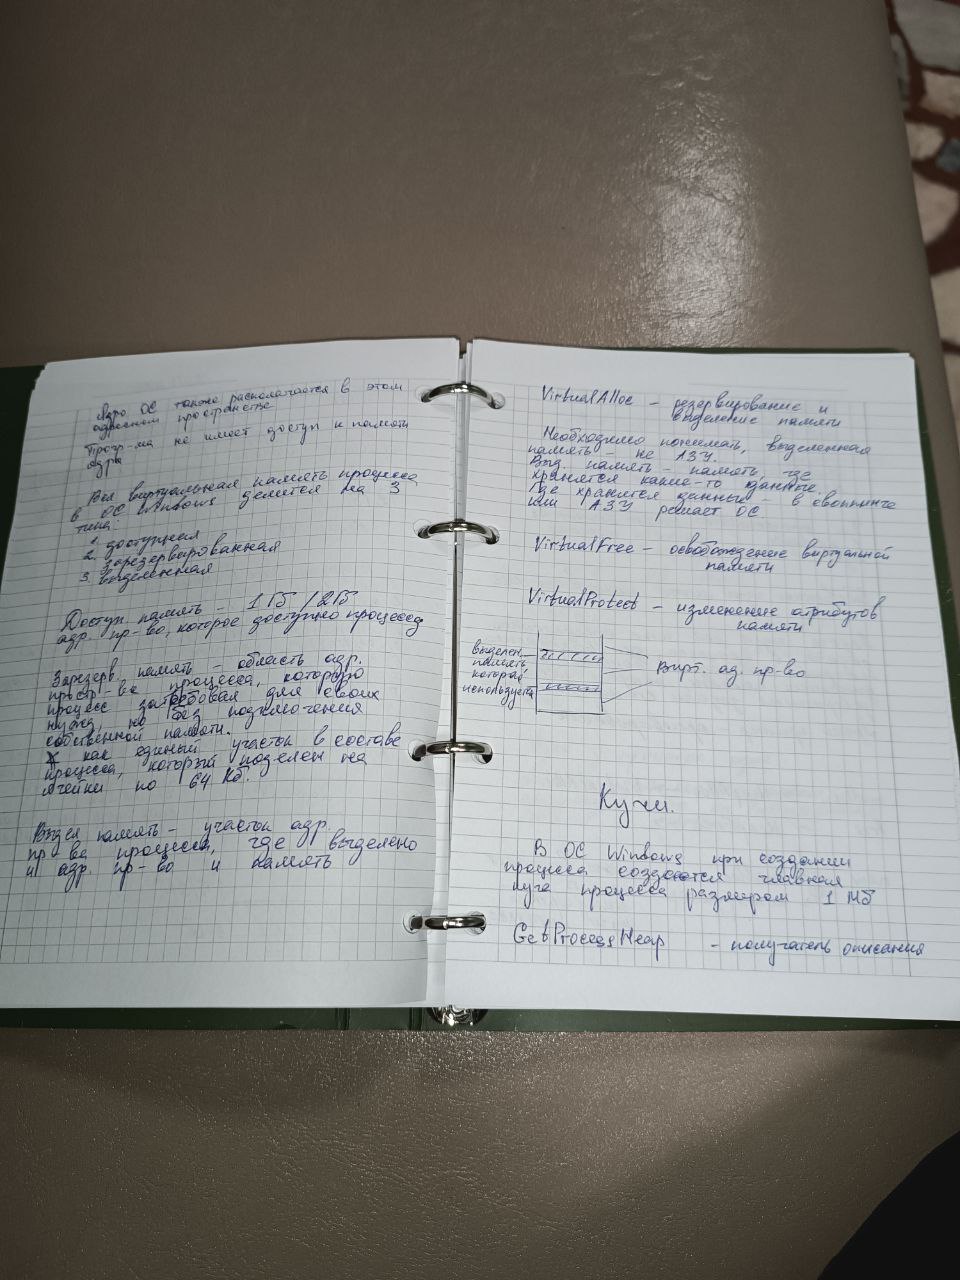 Ядро ОС также располагается в этом
адресном пространстве
Прогр-ма не имеет доступ к памяти
ядра
Вся виртуальная память процесса
в ОС Windows делится на 3
типа:
1. доступная
2. зарезервированная
3. выделенная
Доступ. память - 1 Гб / 2 Гб
адр. пр-во, которое доступно процессу
Зарезерв. память - область адр.
простр-ва процесса, которую
процесс затребовал для своих
нужд, но без подключения
собственной памяти.
как единый участок в составе
процесса, который поделен на
ячейки по 64 Кб.
Выдел память - участок адр.
пр-ва процесса, где выделено
и адр. пр-во и память
VirtualAlloc - резервирование и
выделение памяти
Необходимо понимать, выделенная
память - не АЗУ.
Выд. память - память, где
хранятся какие-то данные.
Где хранятся данные - в своппинге
или АЗУ решает ОС.
VirtualFree - освобождение виртуальной
памяти
VirtualProtect - изменение атрибутов
памяти
выделен.
память,
которая
используется
Вирт. ад. пр-во
Кучи.
В ОС Windows при создании
процесса создаются главная
куча процесса размером 1 Мб
GetProcessHeap - получатель описания